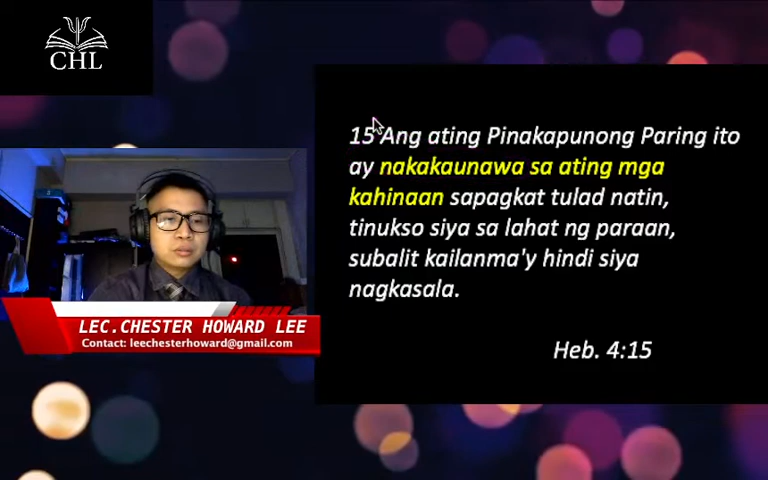 CHL
15 Ang ating Pinakapunong Paring ito
ay nakakaunawa sa ating mga
kahinaan sapagkat tulad natin,
tinukso siya sa lahat ng paraan,
subalit kailanma'y hindi siya
nagkasala.
Heb. 4:15
LEC.CHESTER HOWARD LEE
Contact: leechesterhoward@gmail.com